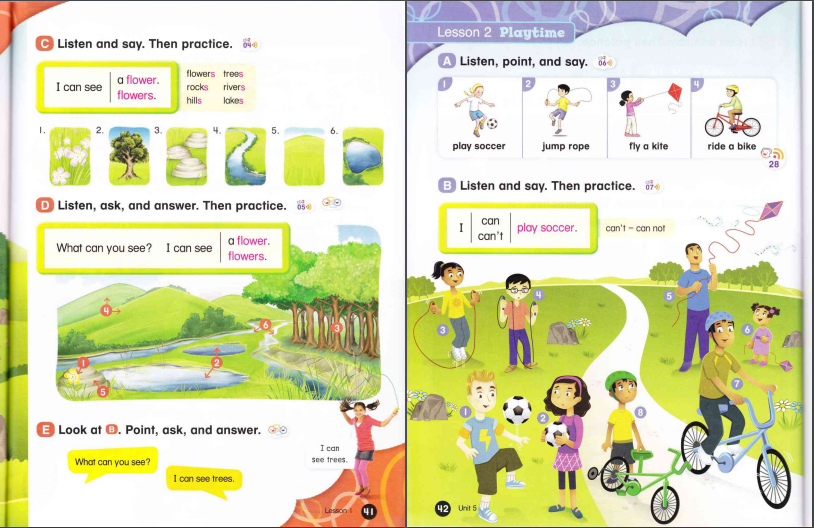 C Listen and say. Then practice. 04
I can see
a flower.
flowers.
flowers trees
rocks rivers
hills lakes
1. 2. 3. 4. 5. 6.
D Listen, ask, and answer. Then practice. 05
What can you see? I can see
a flower.
flowers.
4
6
3
1
2
5
E Look at B. Point, ask, and answer.
What can you see?
I can see trees.
I can
see trees.
Lesson 1 41
Lesson 2 Playtime
A Listen, point, and say. 06
1 2 3 4
play soccer jump rope fly a kite ride a bike
28
B Listen and say. Then practice. 07
I
can
can't
play soccer.
can't – can not
5
4
3
6
7
1
2
8
42 Unit 5